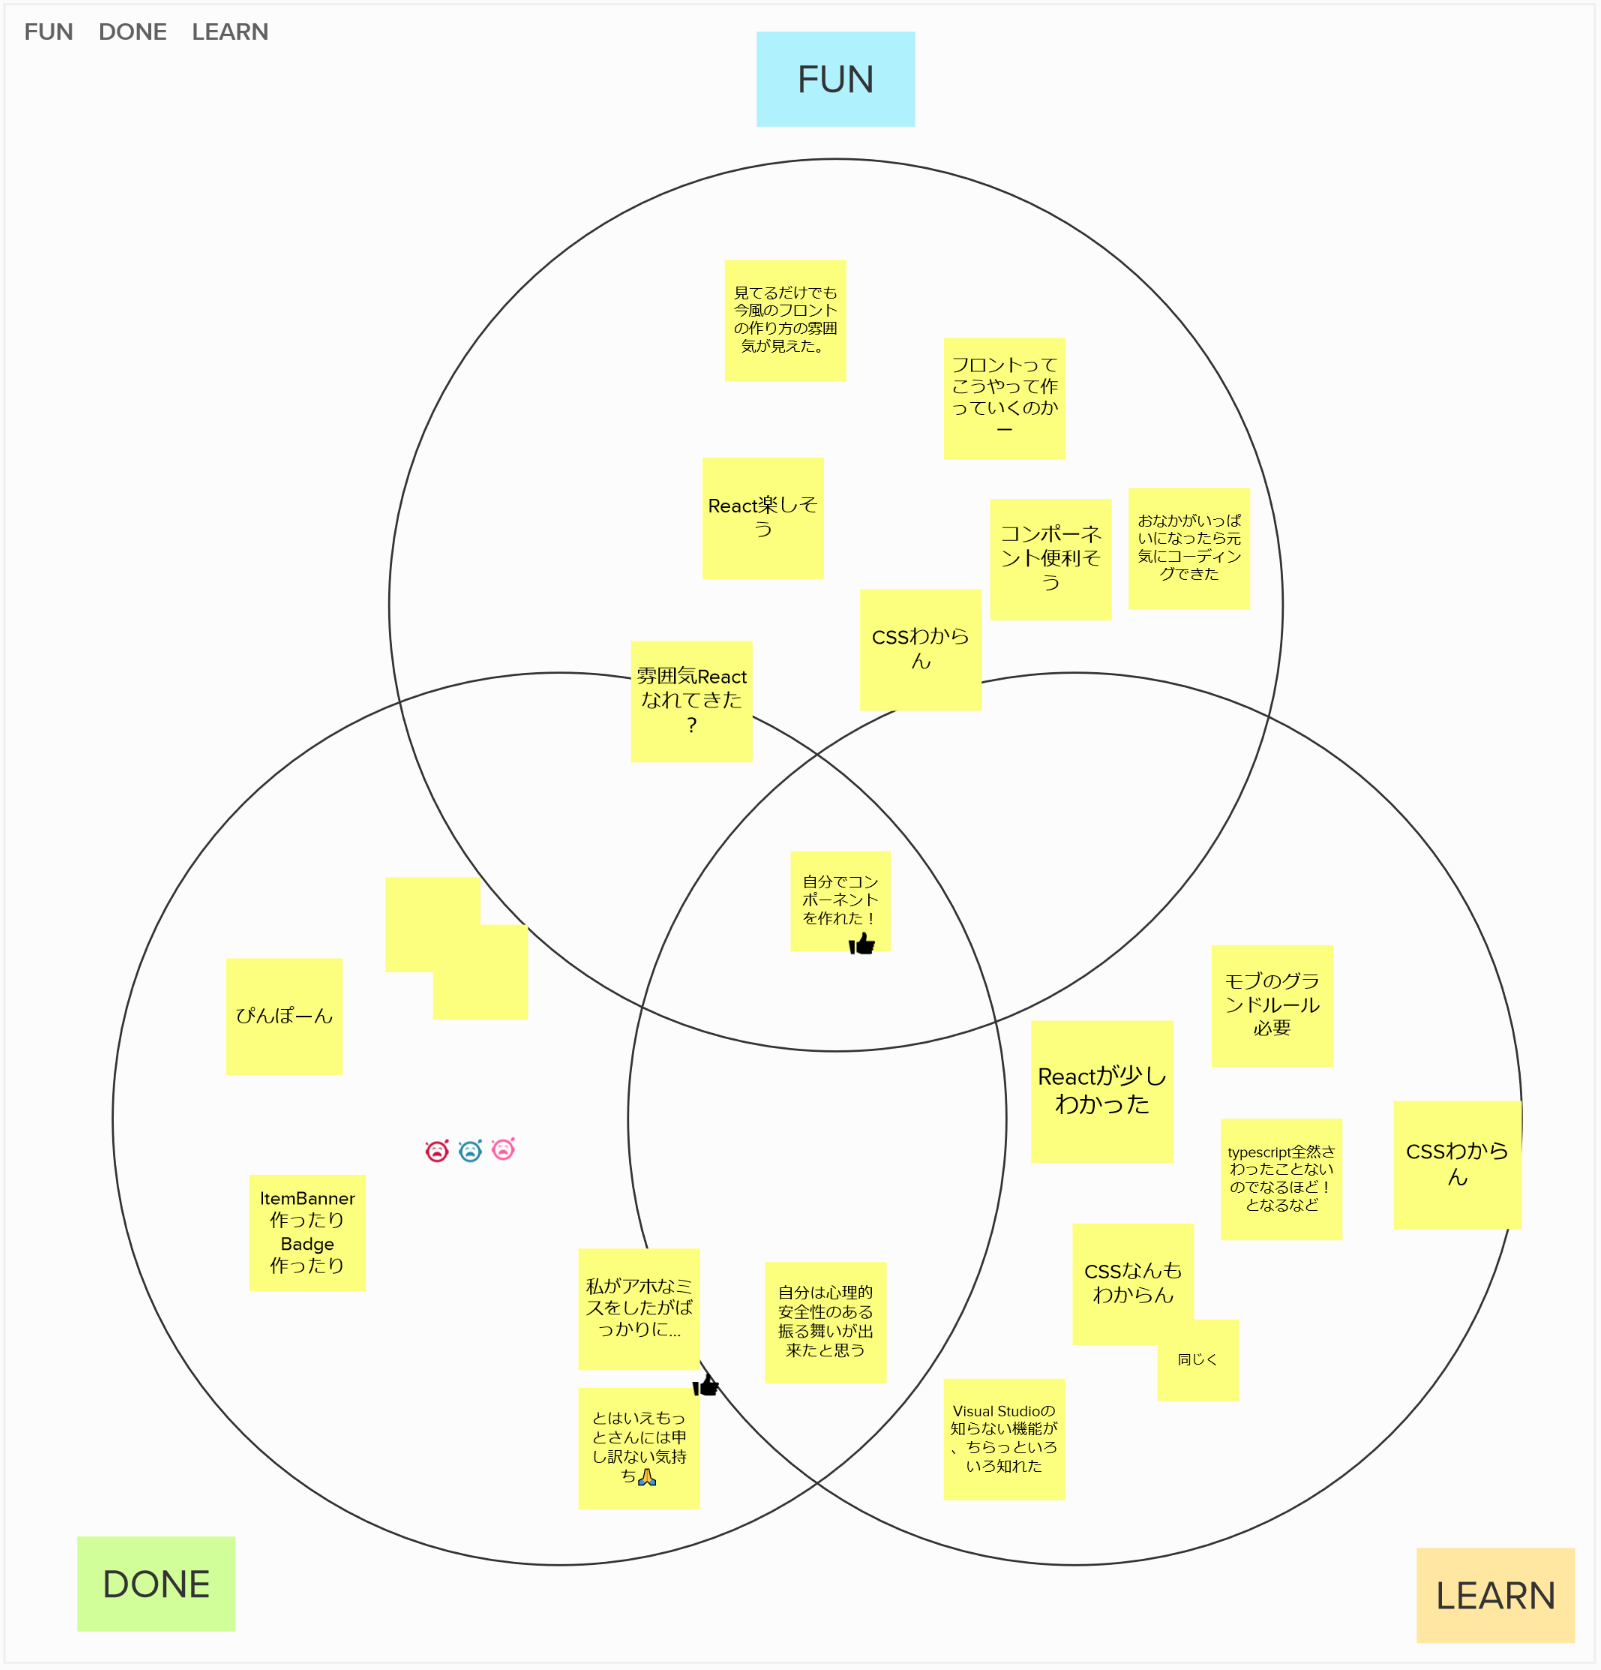 FUN DONE LEARN
FUN
見てるだけでも
今風のフロント
の作り方の雰囲
気が見えた。
フロントって
こうやって作
っていくのか
ー
React楽しそ
う
コンポーネ
ント便利そ
う
おなかがいっぱ
いになったら元
気にコーディン
グできた
CSSわから
ん
雰囲気React
なれてきた
?
自分でコン
ポーネント
を作れた！
ぴんぽーん
ItemBanner
作ったり
Badge
作ったり
私がアホなミ
スをしたがば
っかりに...
とはいえもっ
とさんには申
し訳ない気持
ち🙏
自分は心理的
安全性のある
振る舞いが出
来たと思う
モブのグラ
ンドルール
必要
Reactが少し
わかった
typescript全然さ
わったことない
のでなるほど！
となるなど
CSSわから
ん
CSSなんも
わからん
同じく
Visual Studioの
知らない機能が
、ちらっといろ
いろ知れた
DONE
LEARN